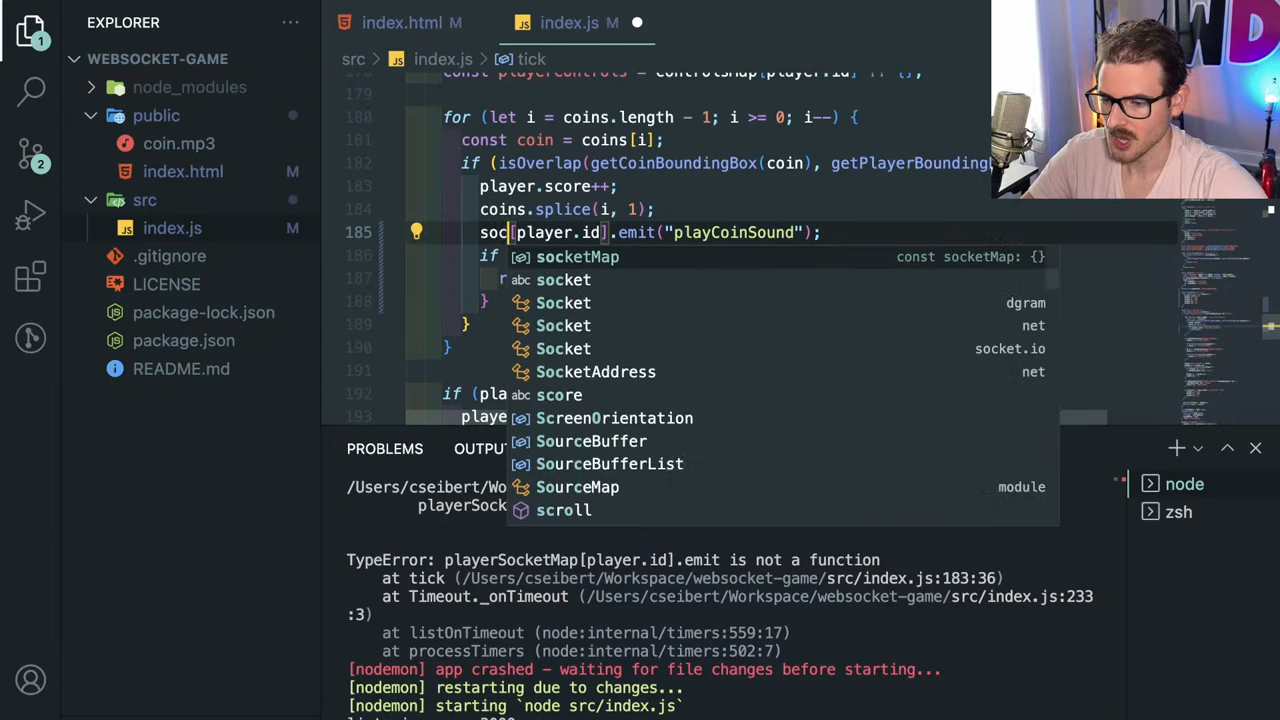 EXPLORER
WEBSOCKET-GAME
node_modules
public
coin.mp3
index.html M
src
index.js M
.gitignore
LICENSE
package-lock.json
package.json
README.md
1
2
index.html M
index.js M
src > index.js > tick
179
180 for (let i = coins.length - 1; i >= 0; i--) {
181 const coin = coins[i];
182 if (isOverlap(getCoinBoundingBox(coin), getPlayerBounding
183 player.score++;
184 coins.splice(i, 1);
185 soc[player.id].emit("playCoinSound");
186 if
187 r
188 }
189 }
190 }
191
192 if (pla
193 playe
socketMap const socketMap: {}
abc socket
Socket dgram
Socket net
Socket socket.io
SocketAddress net
abc score
ScreenOrientation
SourceBuffer
SourceBufferList
SourceMap module
scroll
PROBLEMS OUTPU
node
zsh
/Users/cseibert/Wo
playerSock
TypeError: playerSocketMap[player.id].emit is not a function
at tick (/Users/cseibert/Workspace/websocket-game/src/index.js:183:36)
at Timeout._onTimeout (/Users/cseibert/Workspace/websocket-game/src/index.js:233
:3)
at listOnTimeout (node:internal/timers:559:17)
at processTimers (node:internal/timers:502:7)
[nodemon] app crashed - waiting for file changes before starting...
[nodemon] restarting due to changes...
[nodemon] starting `node src/index.js`